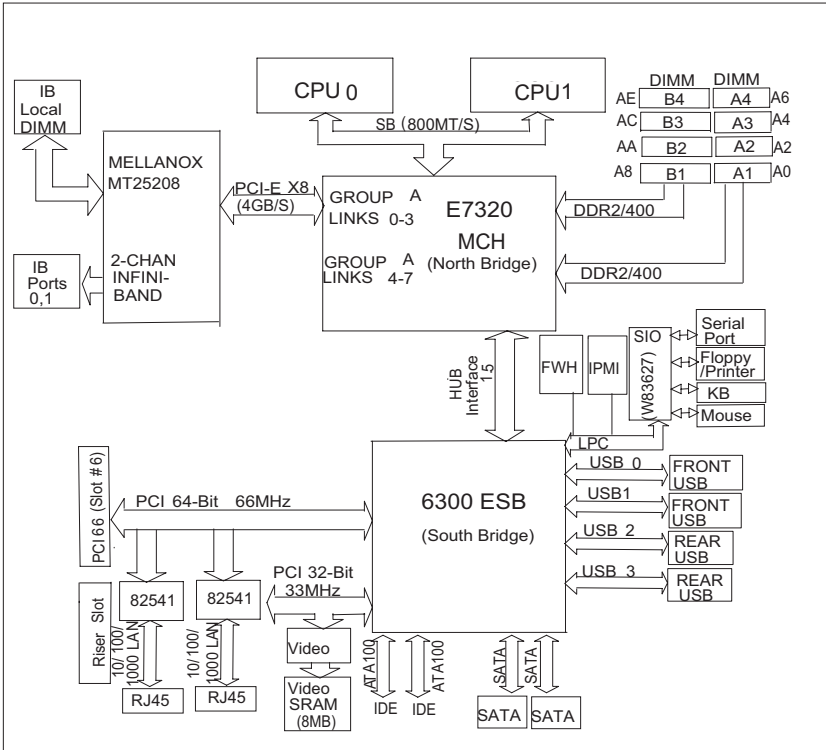 CPU 0
CPU 1
SB (800MT/S)
IB
Local
DIMM
MELLANOX
MT25208
2-CHAN
INFINI-
BAND
IB
Ports
0,1
PCI-E X8
(4GB/S)
GROUP A
LINKS 0-3
GROUP A
LINKS 4-7
E7320
MCH
(North Bridge)
DIMM DIMM
AE B4 A4 A6
AC B3 A3 A4
AA B2 A2 A2
A8 B1 A1 A0
DDR2/400
DDR2/400
HUB
Interface
1.5
FWH
IPMI
SIO
(W83627)
Serial
Port
Floppy
/Printer
KB
Mouse
LPC
6300 ESB
(South Bridge)
USB 0
FRONT
USB
USB1
FRONT
USB
USB 2
REAR
USB
USB 3
REAR
USB
PCI66 (Slot #6)
PCI 64-Bit 66MHz
Riser Slot
82541
82541
PCI 32-Bit
33MHz
10/100/
1000 LAN
10/100/
1000 LAN
RJ45
RJ45
Video
Video
SRAM
(8MB)
ATA100
ATA100
IDE
IDE
SATA
SATA
SATA
SATA